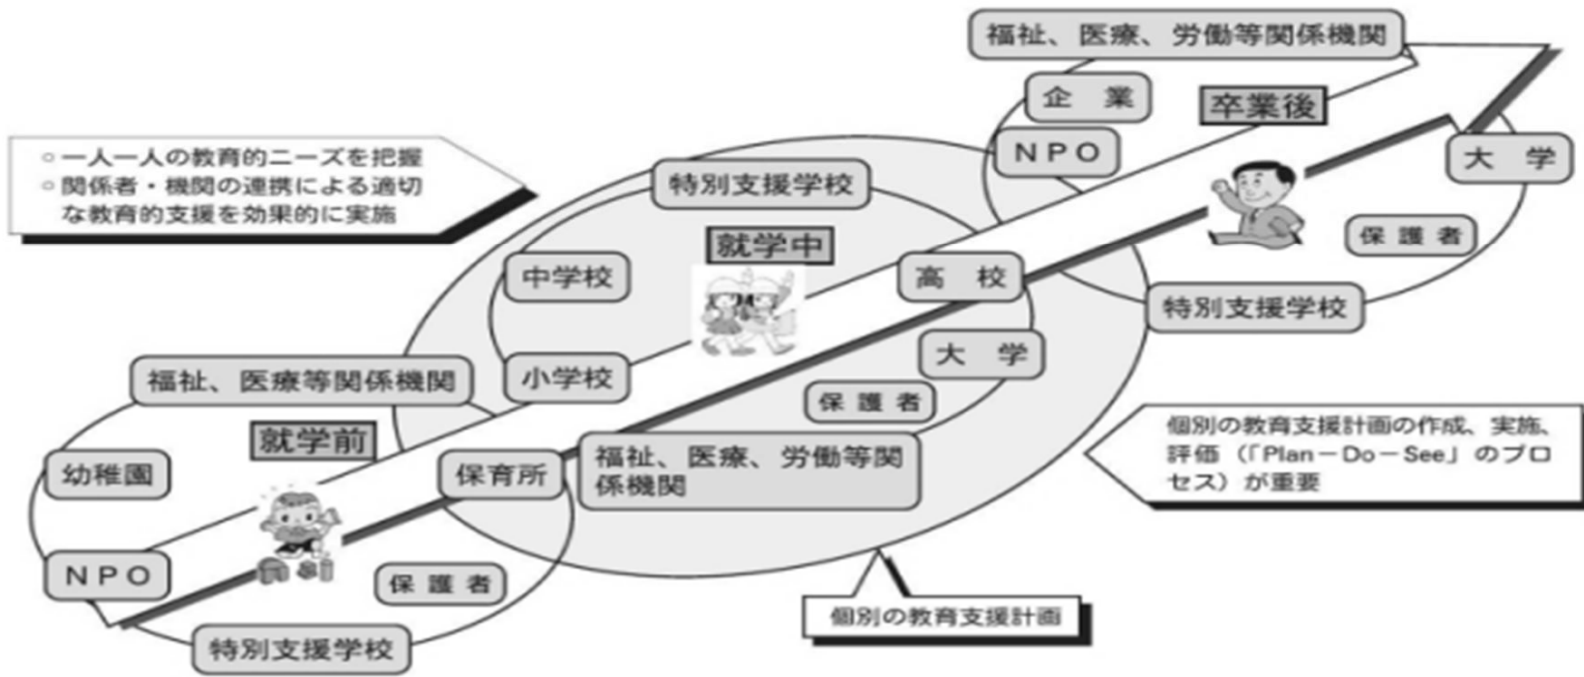 福祉、医療、労働等関係機関
企 業
卒業後
NPO
大 学
保護者
特別支援学校
○一人一人の教育的ニーズを把握
○関係者・機関の連携による適切
な教育的支援を効果的に実施
特別支援学校
就学中
中学校
高 校
小学校
大 学
保護者
福祉、医療、労働等関
係機関
福祉、医療等関係機関
就学前
幼稚園
保育所
NPO
保護者
特別支援学校
個別の教育支援計画の作成、実施、
評価（「Plan－Do－See」のプロ
セス）が重要
個別の教育支援計画